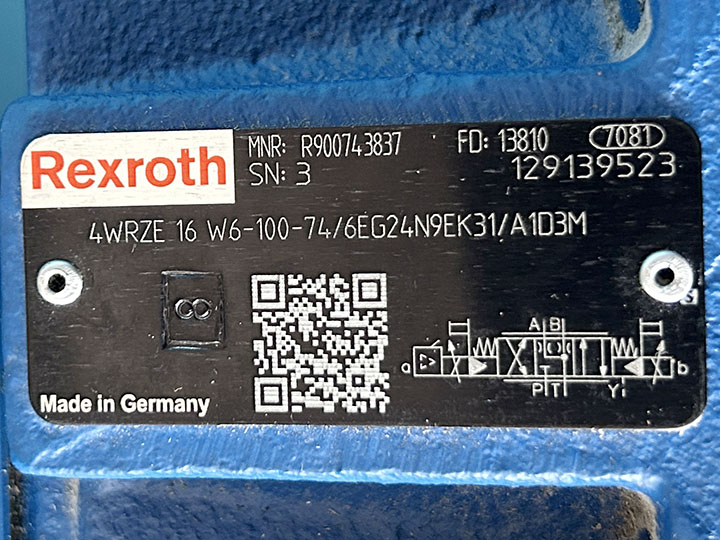 Rexroth
MNR: R900743837 FD: 13810 7081
SN: 3 129139523
4WRZE 16 W6-100-74/6EG24N9EK31/A1D3M
CC
A B
a b
P T Y
Made in Germany